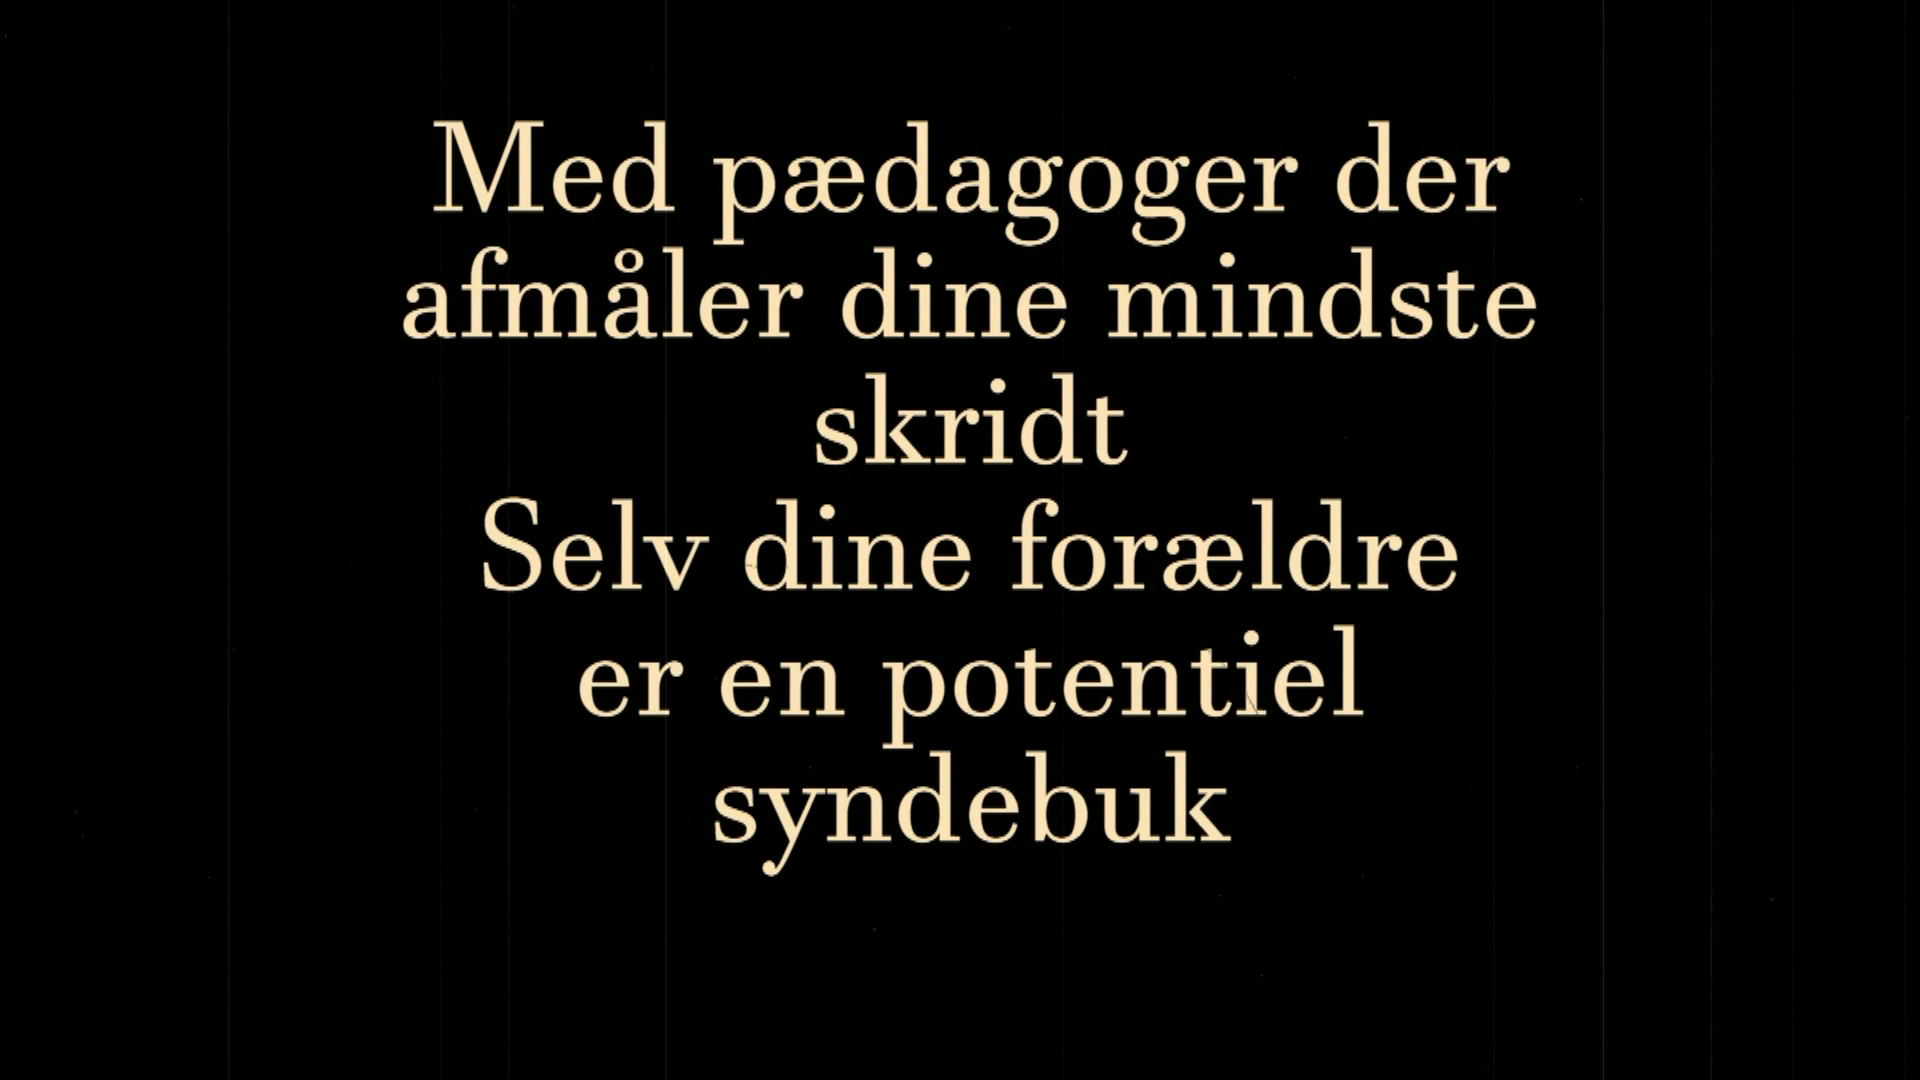 Med pædagoger der
afmåler dine mindste
skridt
Selv dine forældre
er en potentiel
syndebuk